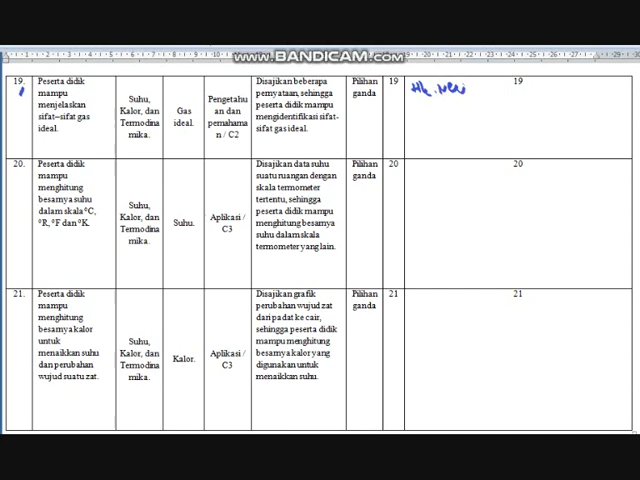 WWW.BANDICAM.COM
19.
Peserta didik
mampu
menjelaskan
sifat–sifat gas
ideal.
Suhu,
Kalor, dan
Termodina
mika.
Gas
ideal.
Pengetahu
an dan
pemahama
n / C2
Disajikan beberapa
pernyataan, sehingga
peserta didik mampu
mengidentifikasi sifat-
sifat gas ideal.
Pilihan
ganda
19
19
20.
Peserta didik
mampu
menghitung
besarnya suhu
dalam skala °C,
°R, °F dan °K.
Suhu,
Kalor, dan
Termodina
mika.
Suhu.
Aplikasi /
C3
Disajikan data suhu
suatu ruangan dengan
skala termometer
tertentu, sehingga
peserta didik mampu
menghitung besarnya
suhu dalam skala
termometer yang lain.
Pilihan
ganda
20
20
21.
Peserta didik
mampu
menghitung
besarnya kalor
untuk
menaikkan suhu
dan perubahan
wujud suatu zat.
Suhu,
Kalor, dan
Termodina
mika.
Kalor.
Aplikasi /
C3
Disajikan grafik
perubahan wujud zat
dari padat ke cair,
sehingga peserta didik
mampu menghitung
besarnya kalor yang
digunakan untuk
menaikkan suhu.
Pilihan
ganda
21
21